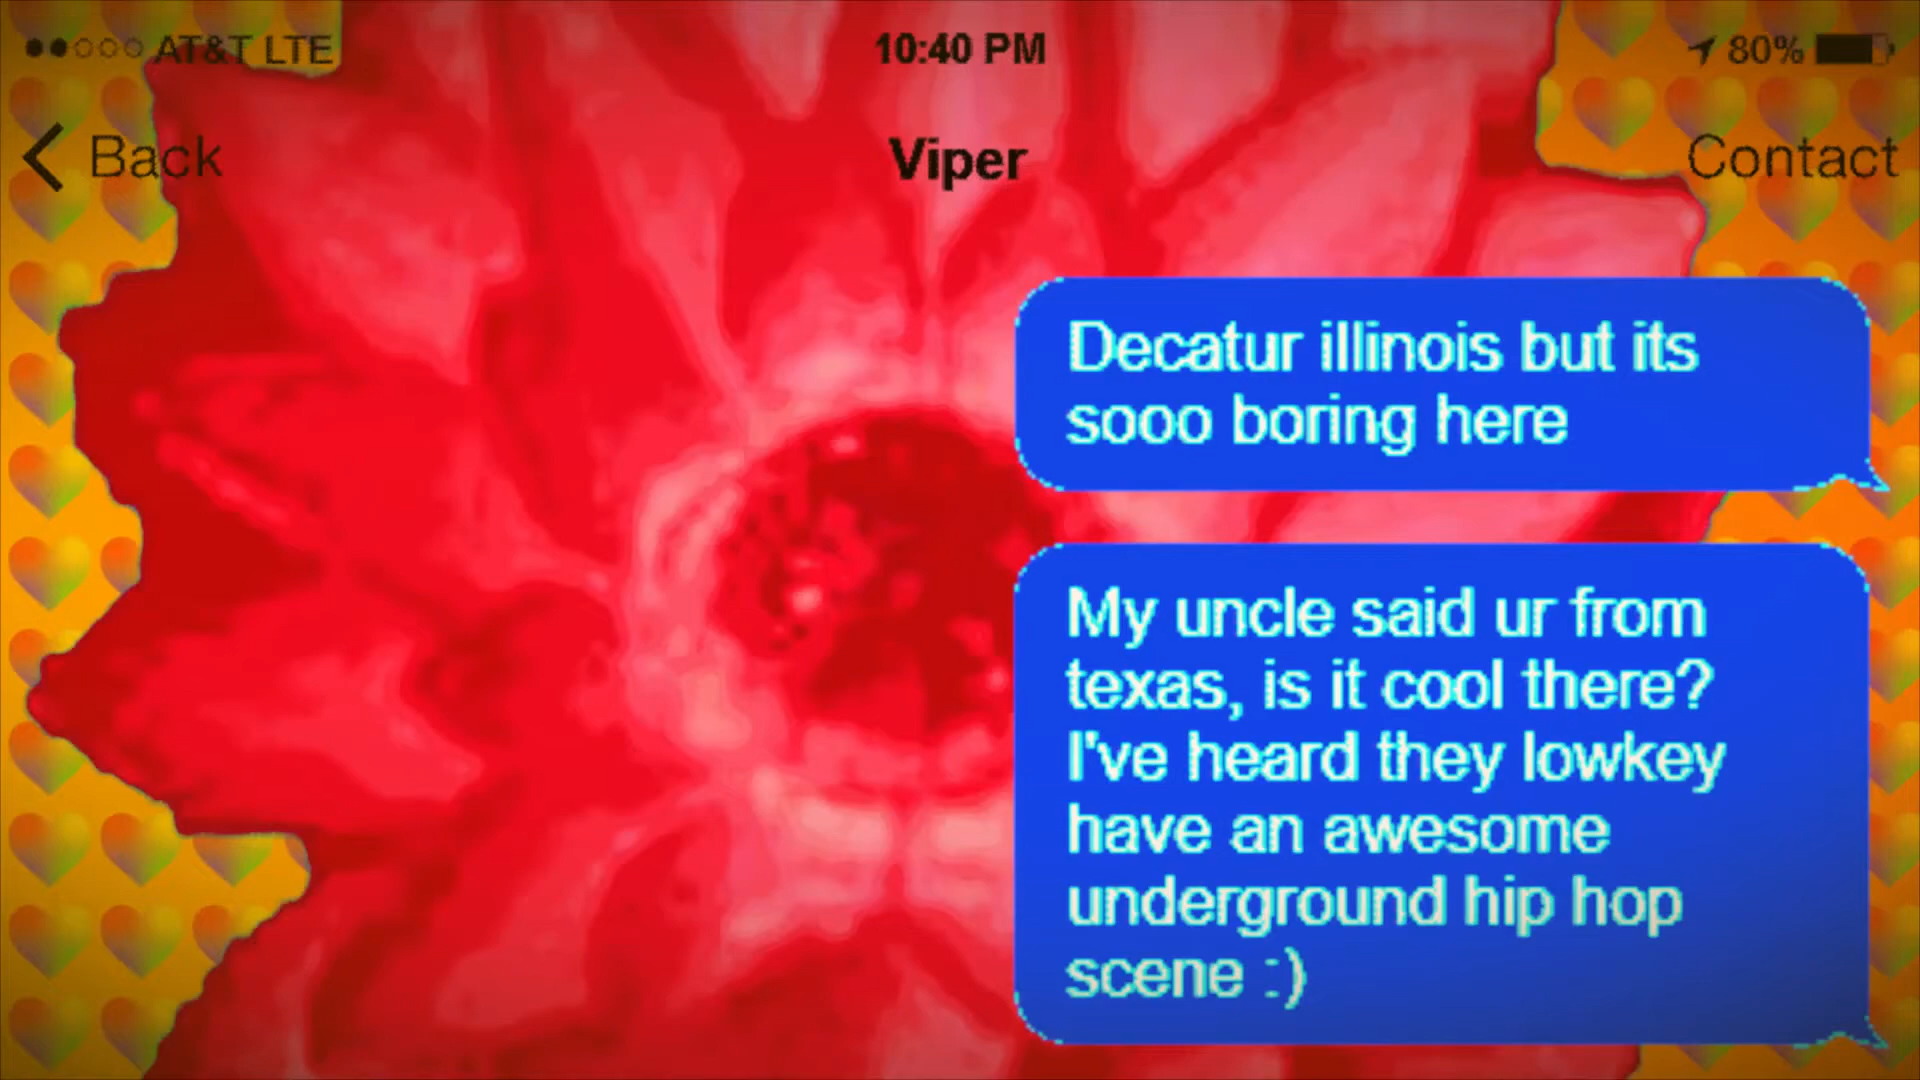 AT&T LTE 10:40 PM 80%
Back Viper Contact
Decatur illinois but its
sooo boring here
My uncle said ur from
texas, is it cool there?
I've heard they lowkey
have an awesome
underground hip hop
scene :)